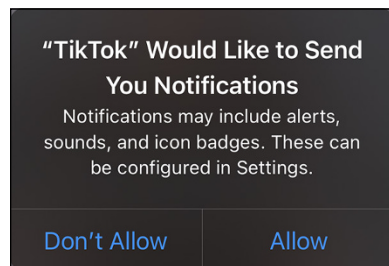 “TikTok” Would Like to Send
You Notifications
Notifications may include alerts,
sounds, and icon badges. These can
be configured in Settings.
Don’t Allow
Allow